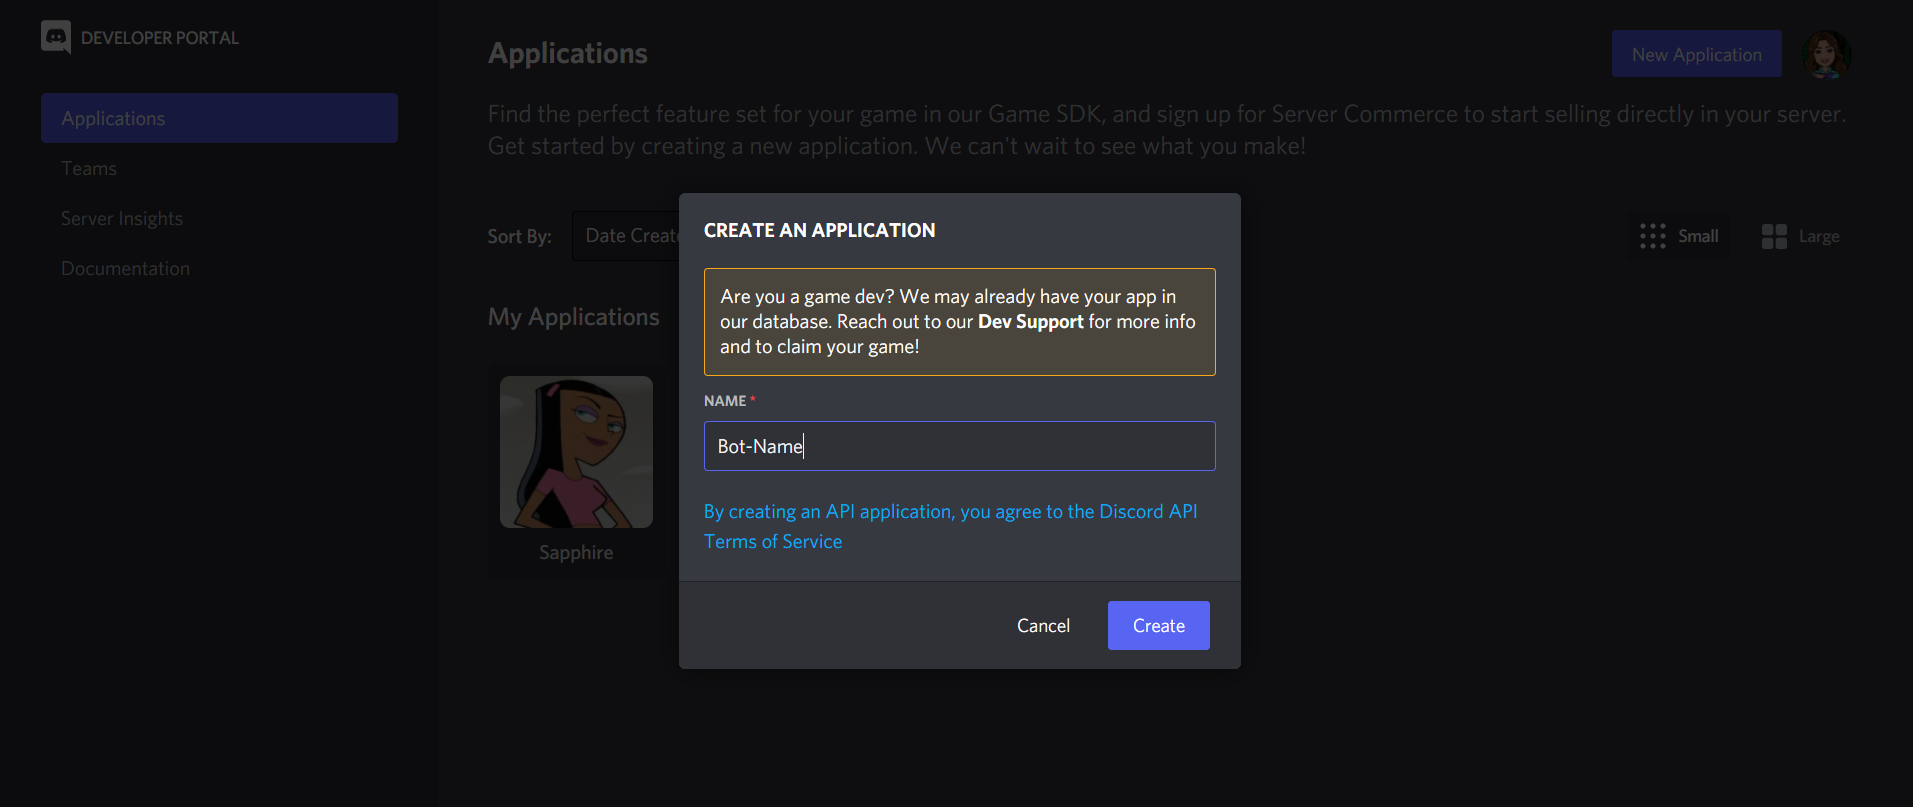 DEVELOPER PORTAL
Applications
Teams
Server Insights
Documentation
Applications
New Application
Find the perfect feature set for your game in our Game SDK, and sign up for Server Commerce to start selling directly in your server.
Get started by creating a new application. We can't wait to see what you make!
Sort By:
Date Create
Small
Large
My Applications
Sapphire
CREATE AN APPLICATION
Are you a game dev? We may already have your app in
our database. Reach out to our Dev Support for more info
and to claim your game!
NAME *
Bot-Name
By creating an API application, you agree to the Discord API
Terms of Service
Cancel
Create